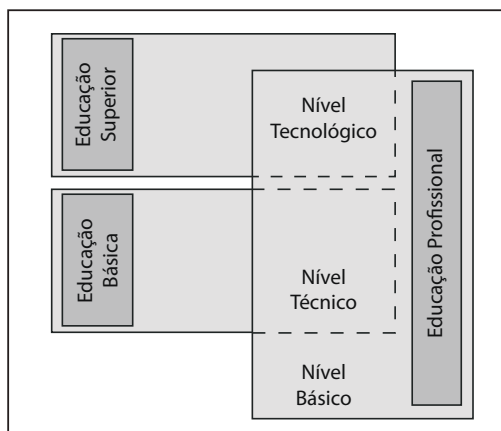 Educação
Superior
Nível
Tecnológico
Educação
Básica
Nível
Técnico
Nível
Básico
Educação Profissional